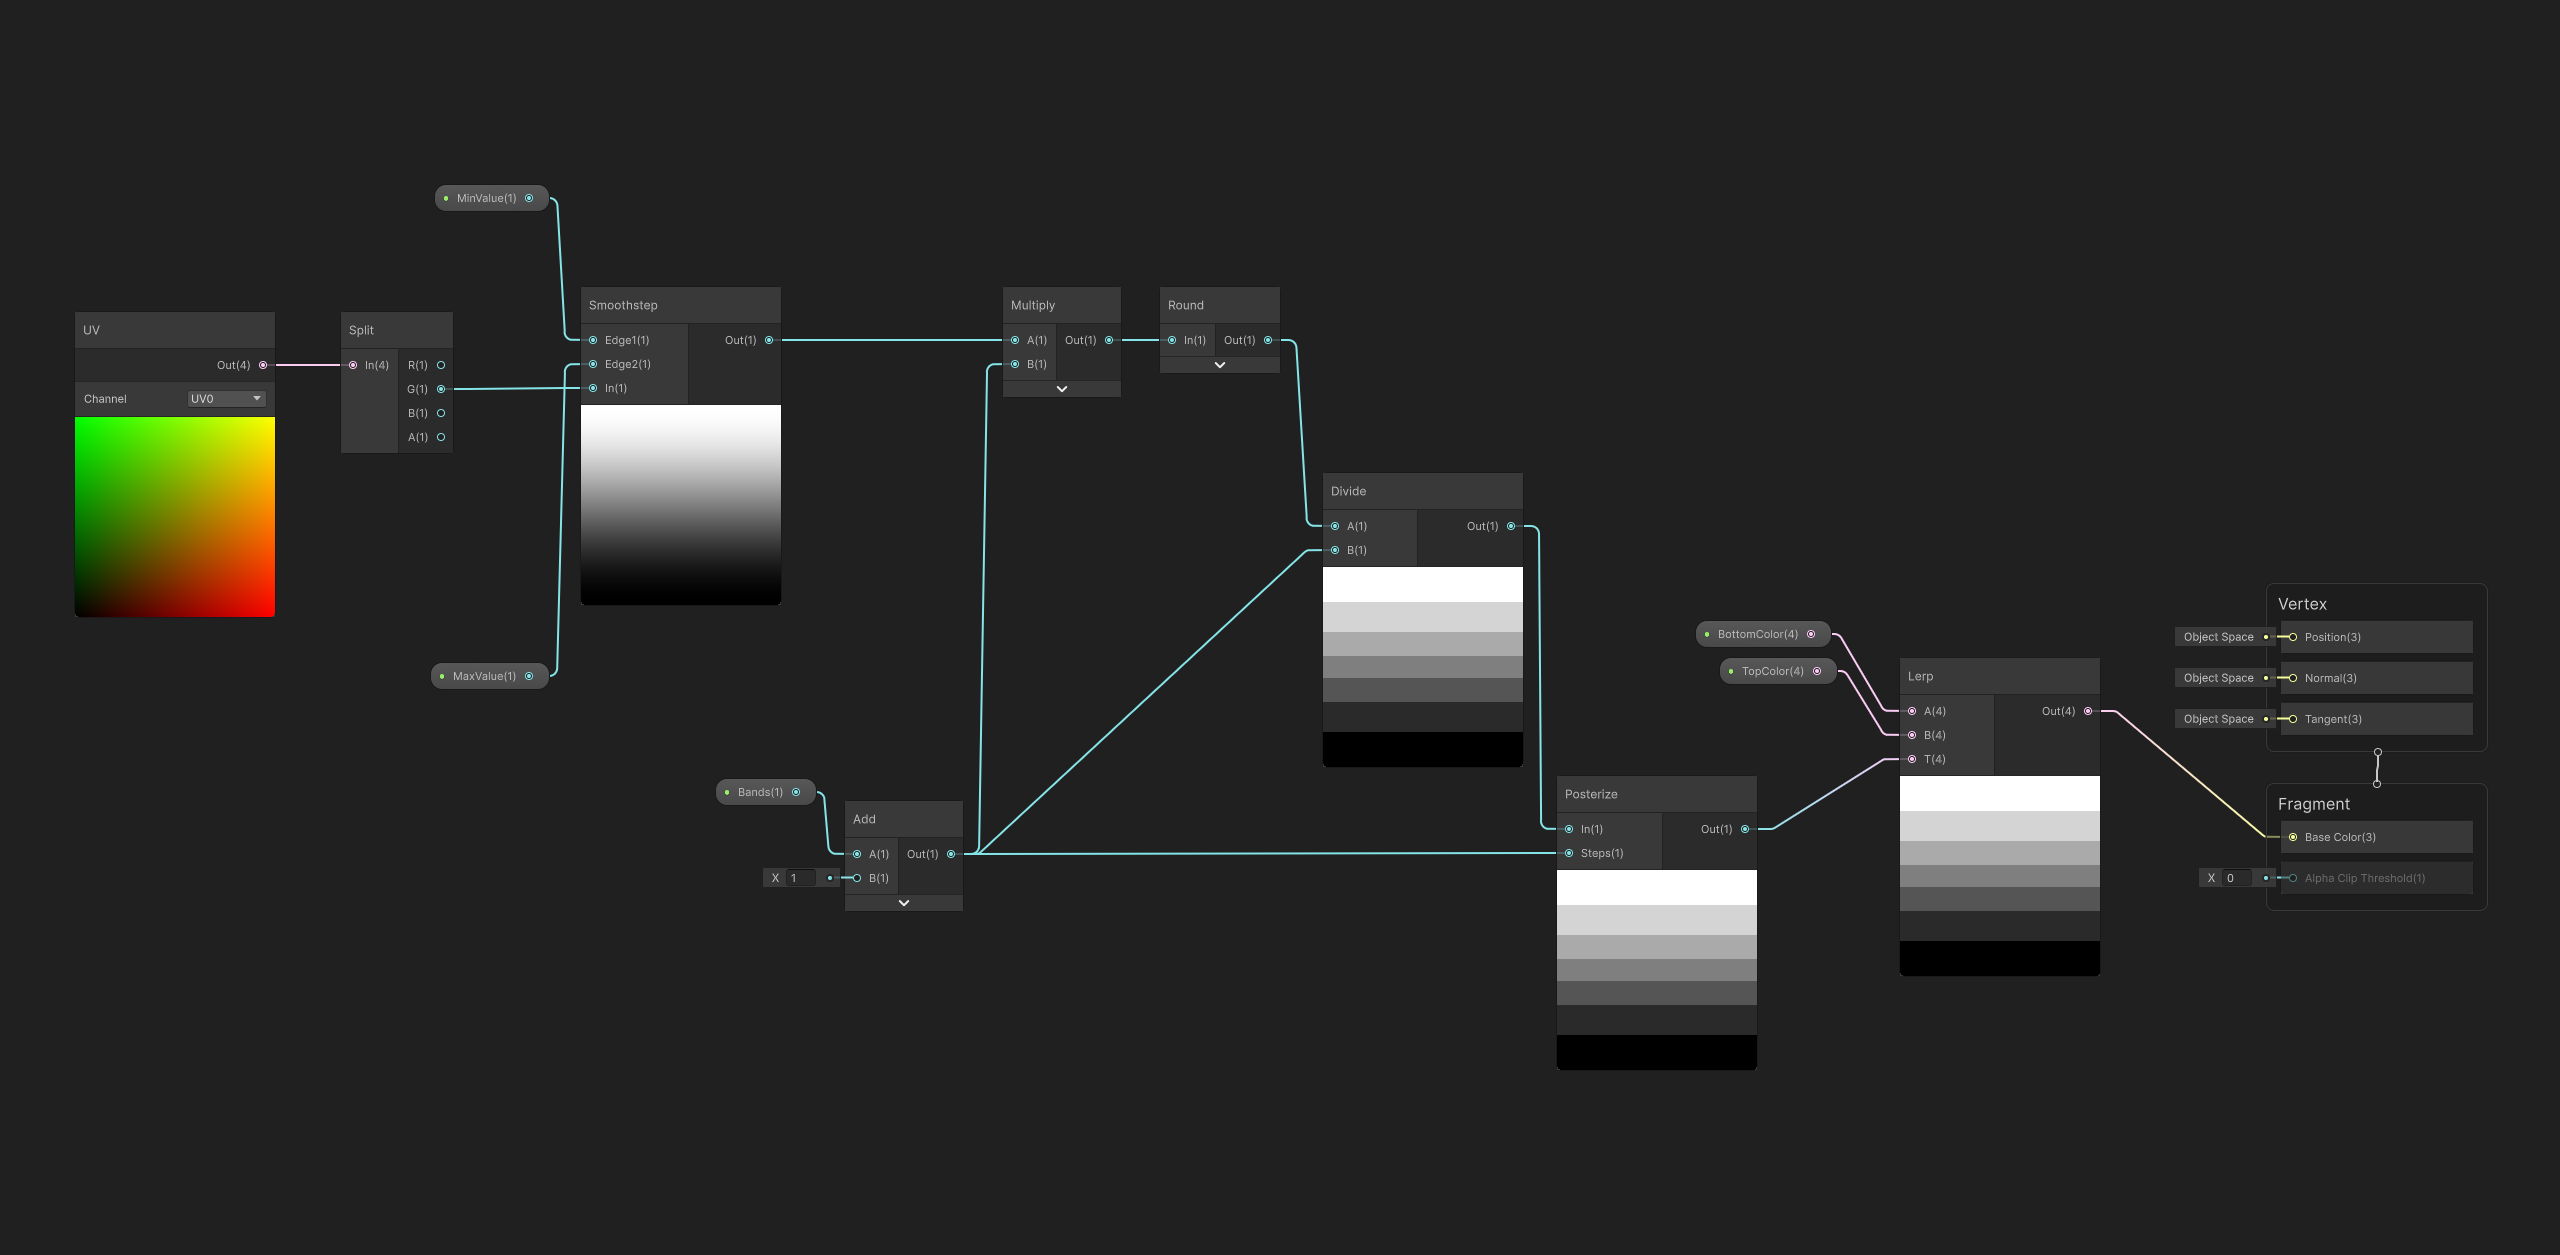 MinValue(1)
UV
Out(4)
Channel
UV0
Split
In(4)
R(1)
G(1)
B(1)
A(1)
Smoothstep
Edge1(1)
Out(1)
Edge2(1)
In(1)
MaxValue(1)
Multiply
A(1)
Out(1)
B(1)
Round
In(1)
Out(1)
Divide
A(1)
Out(1)
B(1)
Bands(1)
Add
A(1)
Out(1)
X 1
B(1)
Posterize
In(1)
Out(1)
Steps(1)
BottomColor(4)
TopColor(4)
Lerp
A(4)
Out(4)
B(4)
T(4)
Vertex
Object Space
Position(3)
Object Space
Normal(3)
Object Space
Tangent(3)
Fragment
Base Color(3)
X 0
Alpha Clip Threshold(1)